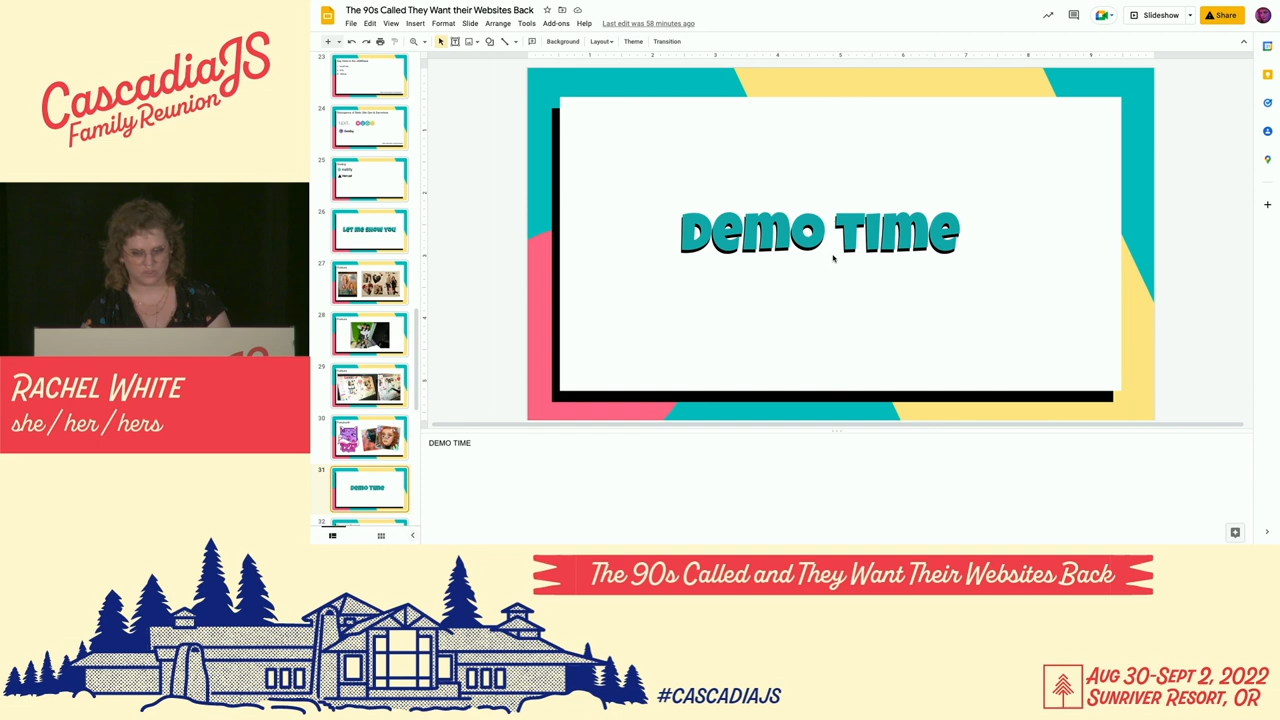 CascadiaJS
Family Reunion
Rachel White
she / her / hers
The 90s Called They Want their Websites Back
File Edit View Insert Format Slide Arrange Tools Add-ons Help Last edit was 58 minutes ago
Slideshow
Share
Background Layout Theme Transition
23
24
25
26
Let me show you
27
28
29
30
31
Demo Time
32
Demo Time
DEMO TIME
The 90s Called and They Want Their Websites Back
#CASCADIAJS
Aug 30-Sept 2, 2022
Sunriver Resort, OR